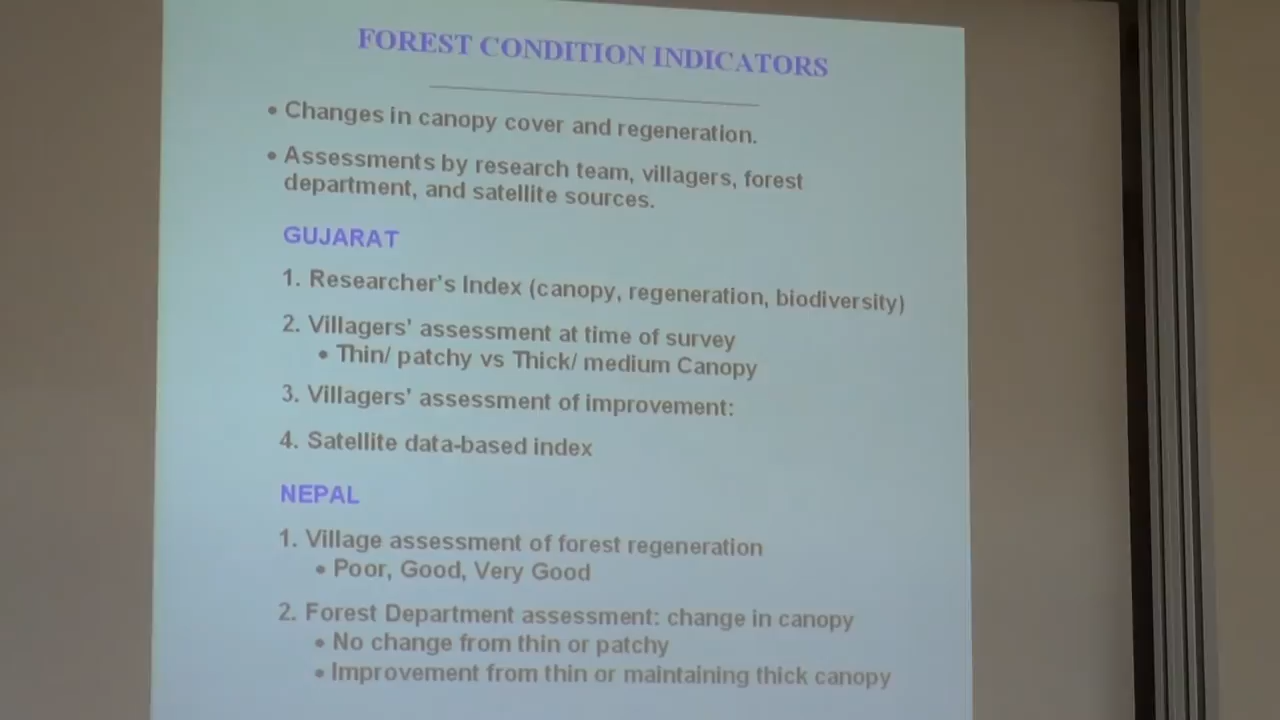 FOREST CONDITION INDICATORS
• Changes in canopy cover and regeneration.
• Assessments by research team, villagers, forest
department, and satellite sources.
GUJARAT
1. Researcher's Index (canopy, regeneration, biodiversity)
2. Villagers' assessment at time of survey
• Thin/ patchy vs Thick/ medium Canopy
3. Villagers' assessment of improvement:
4. Satellite data-based index
NEPAL
1. Village assessment of forest regeneration
• Poor, Good, Very Good
2. Forest Department assessment: change in canopy
• No change from thin or patchy
• Improvement from thin or maintaining thick canopy